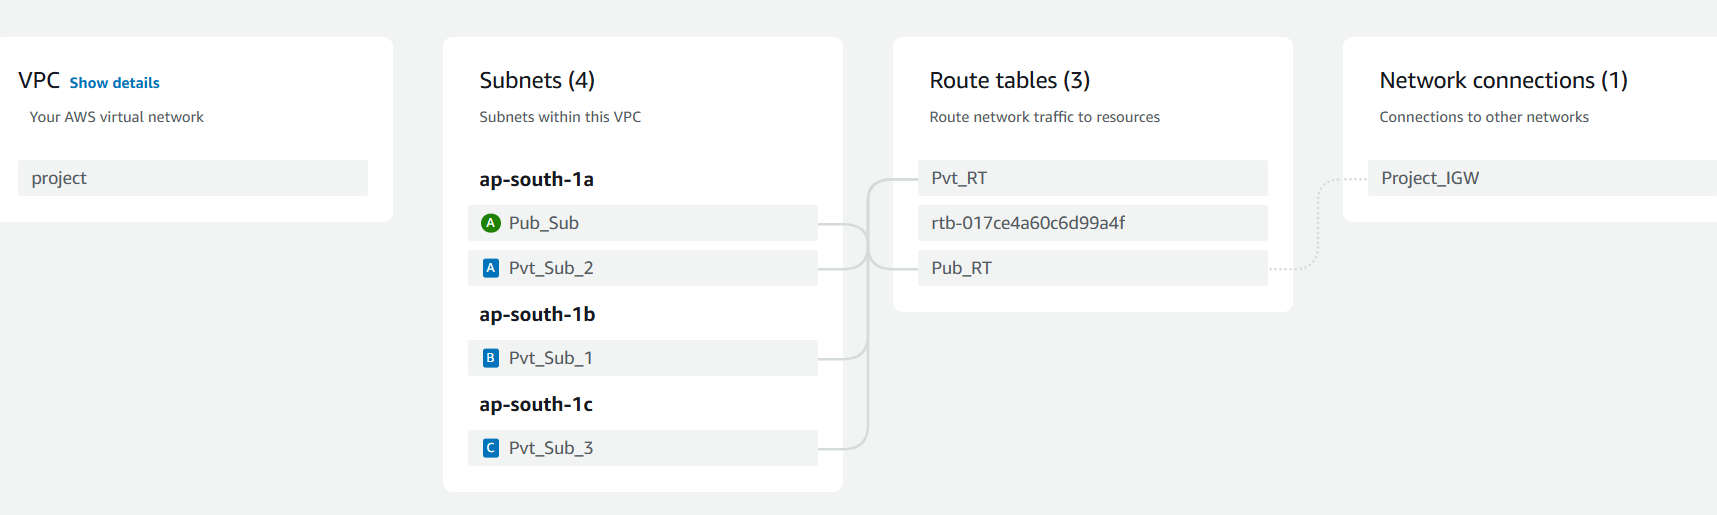 VPC Show details
Your AWS virtual network
project
Subnets (4)
Subnets within this VPC
ap-south-1a
A Pub_Sub
A Pvt_Sub_2
ap-south-1b
B Pvt_Sub_1
ap-south-1c
C Pvt_Sub_3
Route tables (3)
Route network traffic to resources
Pvt_RT
rtb-017ce4a60c6d99a4f
Pub_RT
Network connections (1)
Connections to other networks
Project_IGW